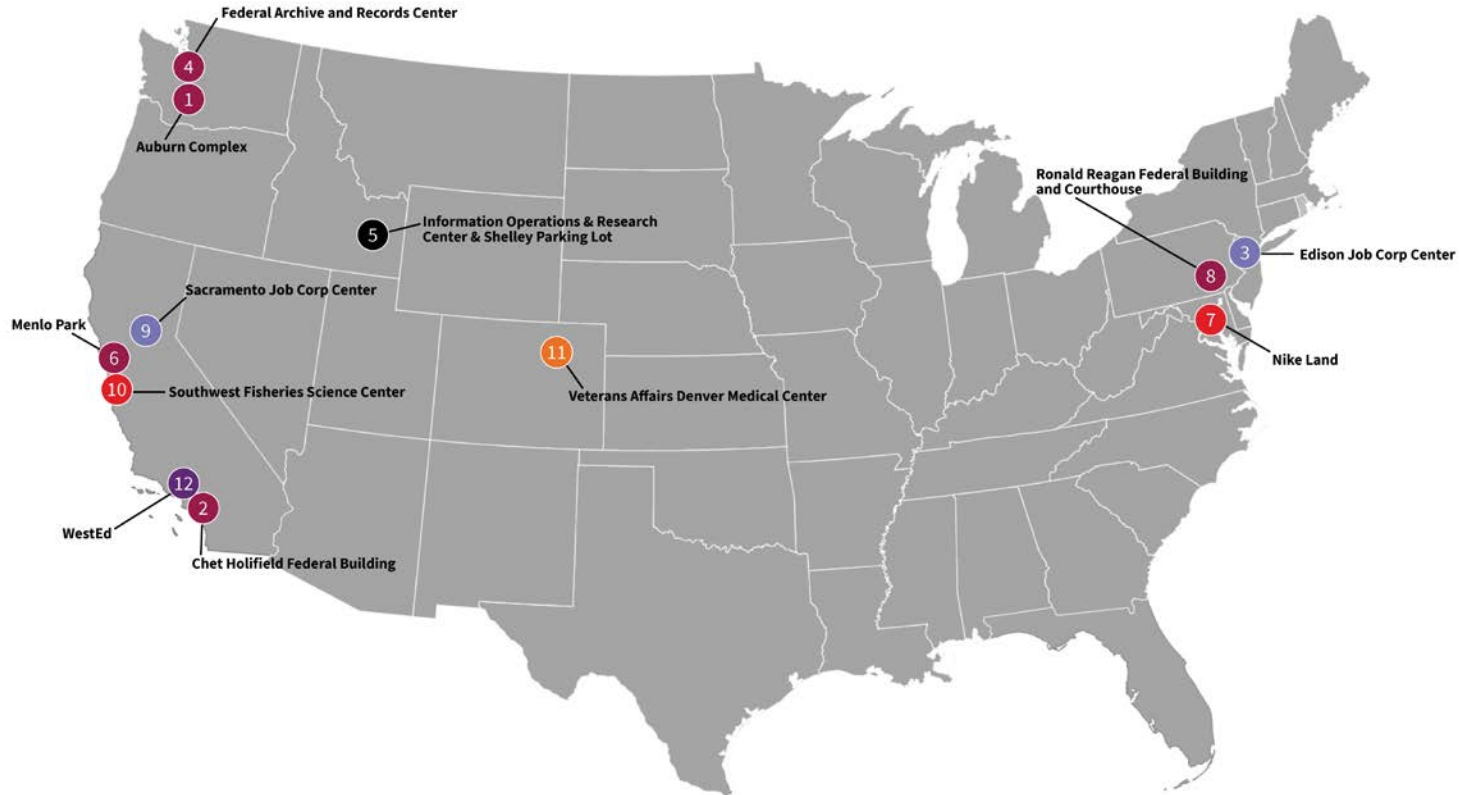 Federal Archive and Records Center
4
1
Auburn Complex
Ronald Reagan Federal Building
and Courthouse
Information Operations & Research
Center & Shelley Parking Lot
5
3
Edison Job Corp Center
8
Sacramento Job Corp Center
9
Menlo Park
6
7
Nike Land
11
Veterans Affairs Denver Medical Center
10
Southwest Fisheries Science Center
12
WestEd
2
Chet Holifield Federal Building